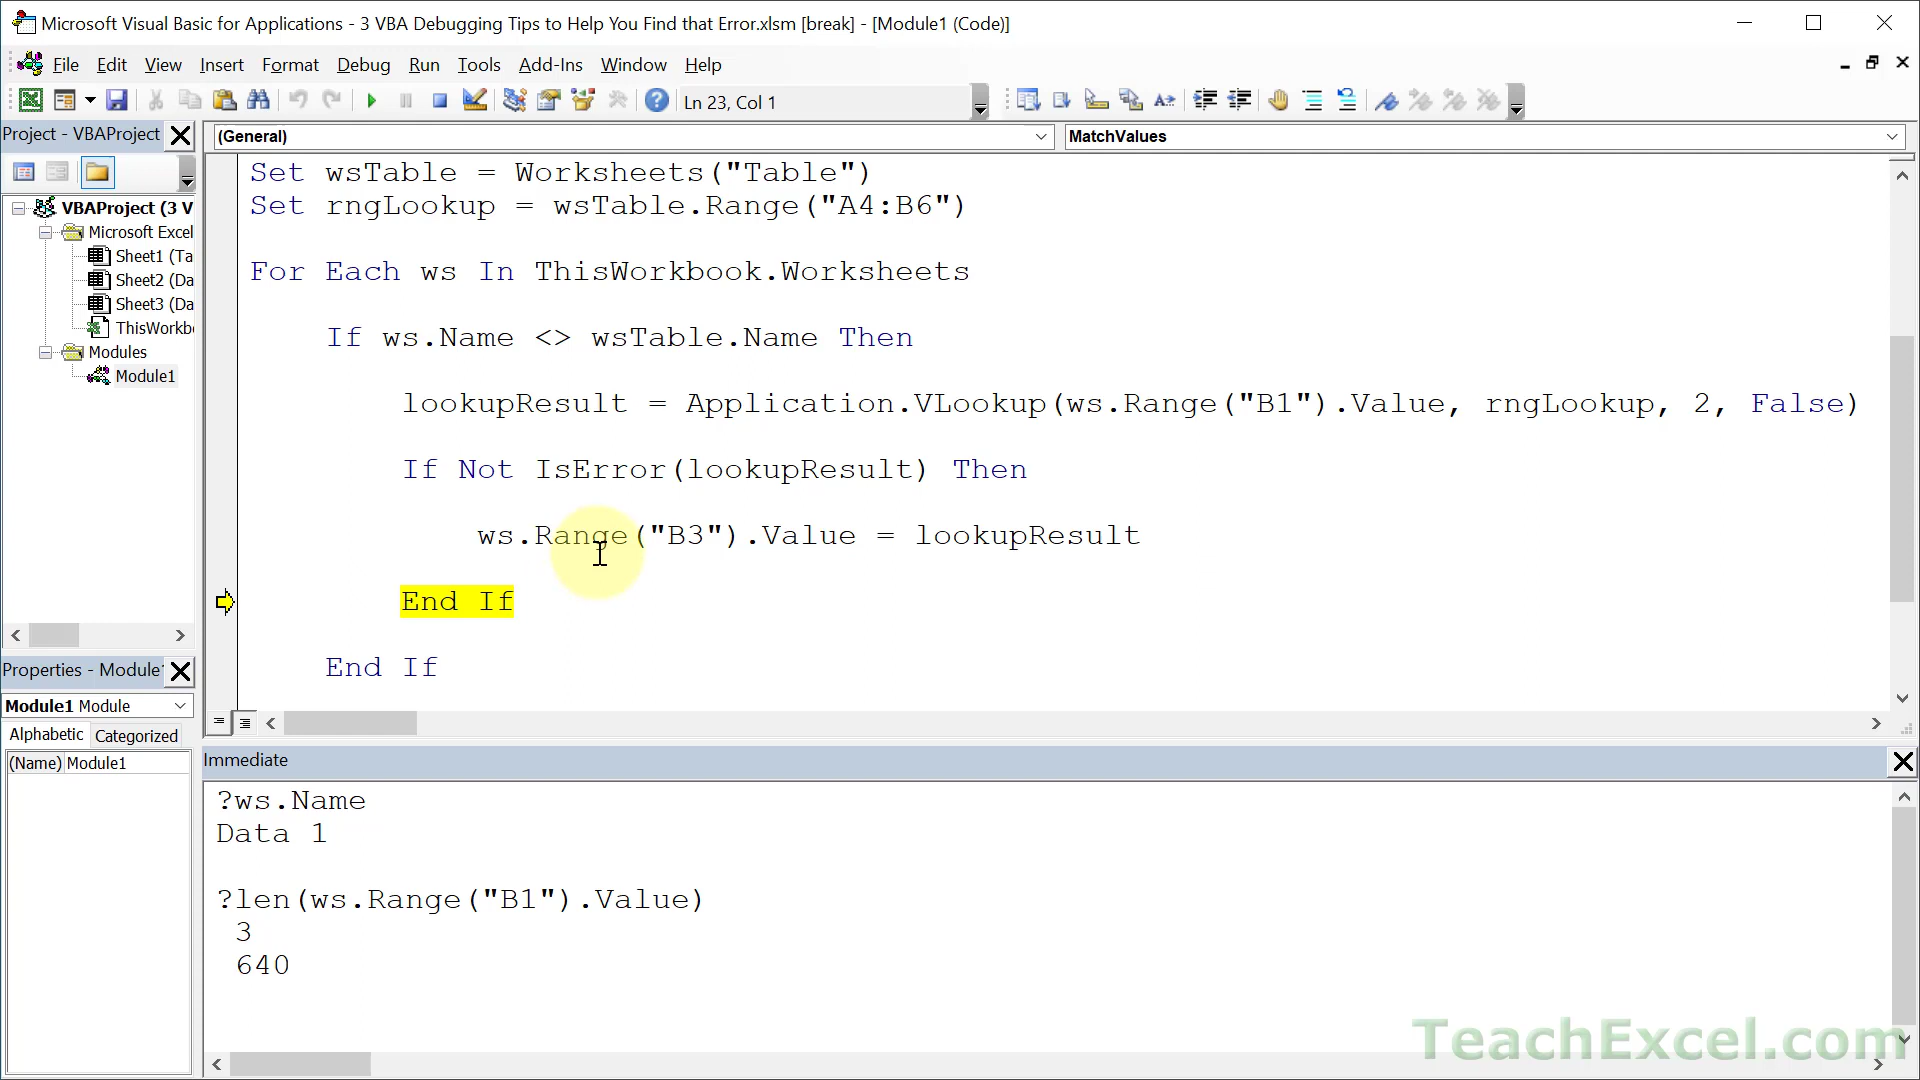 Microsoft Visual Basic for Applications - 3 VBA Debugging Tips to Help You Find that Error.xlsm [break] - [Module1 (Code)]
File Edit View Insert Format Debug Run Tools Add-Ins Window Help
Ln 23, Col 1
Project - VBAProject
(General)
MatchValues
VBAProject (3 V
Microsoft Excel
Sheet1 (Ta
Sheet2 (Da
Sheet3 (Da
ThisWorkb
Modules
Module1
Properties - Module
Module1 Module
Alphabetic Categorized
(Name) Module1
Set wsTable = Worksheets("Table")
Set rngLookup = wsTable.Range("A4:B6")
For Each ws In ThisWorkbook.Worksheets
If ws.Name <> wsTable.Name Then
lookupResult = Application.VLookup(ws.Range("B1").Value, rngLookup, 2, False)
If Not IsError(lookupResult) Then
ws.Range("B3").Value = lookupResult
End If
End If
Immediate
?ws.Name
Data 1
?len(ws.Range("B1").Value)
3
640
TeachExcel.com